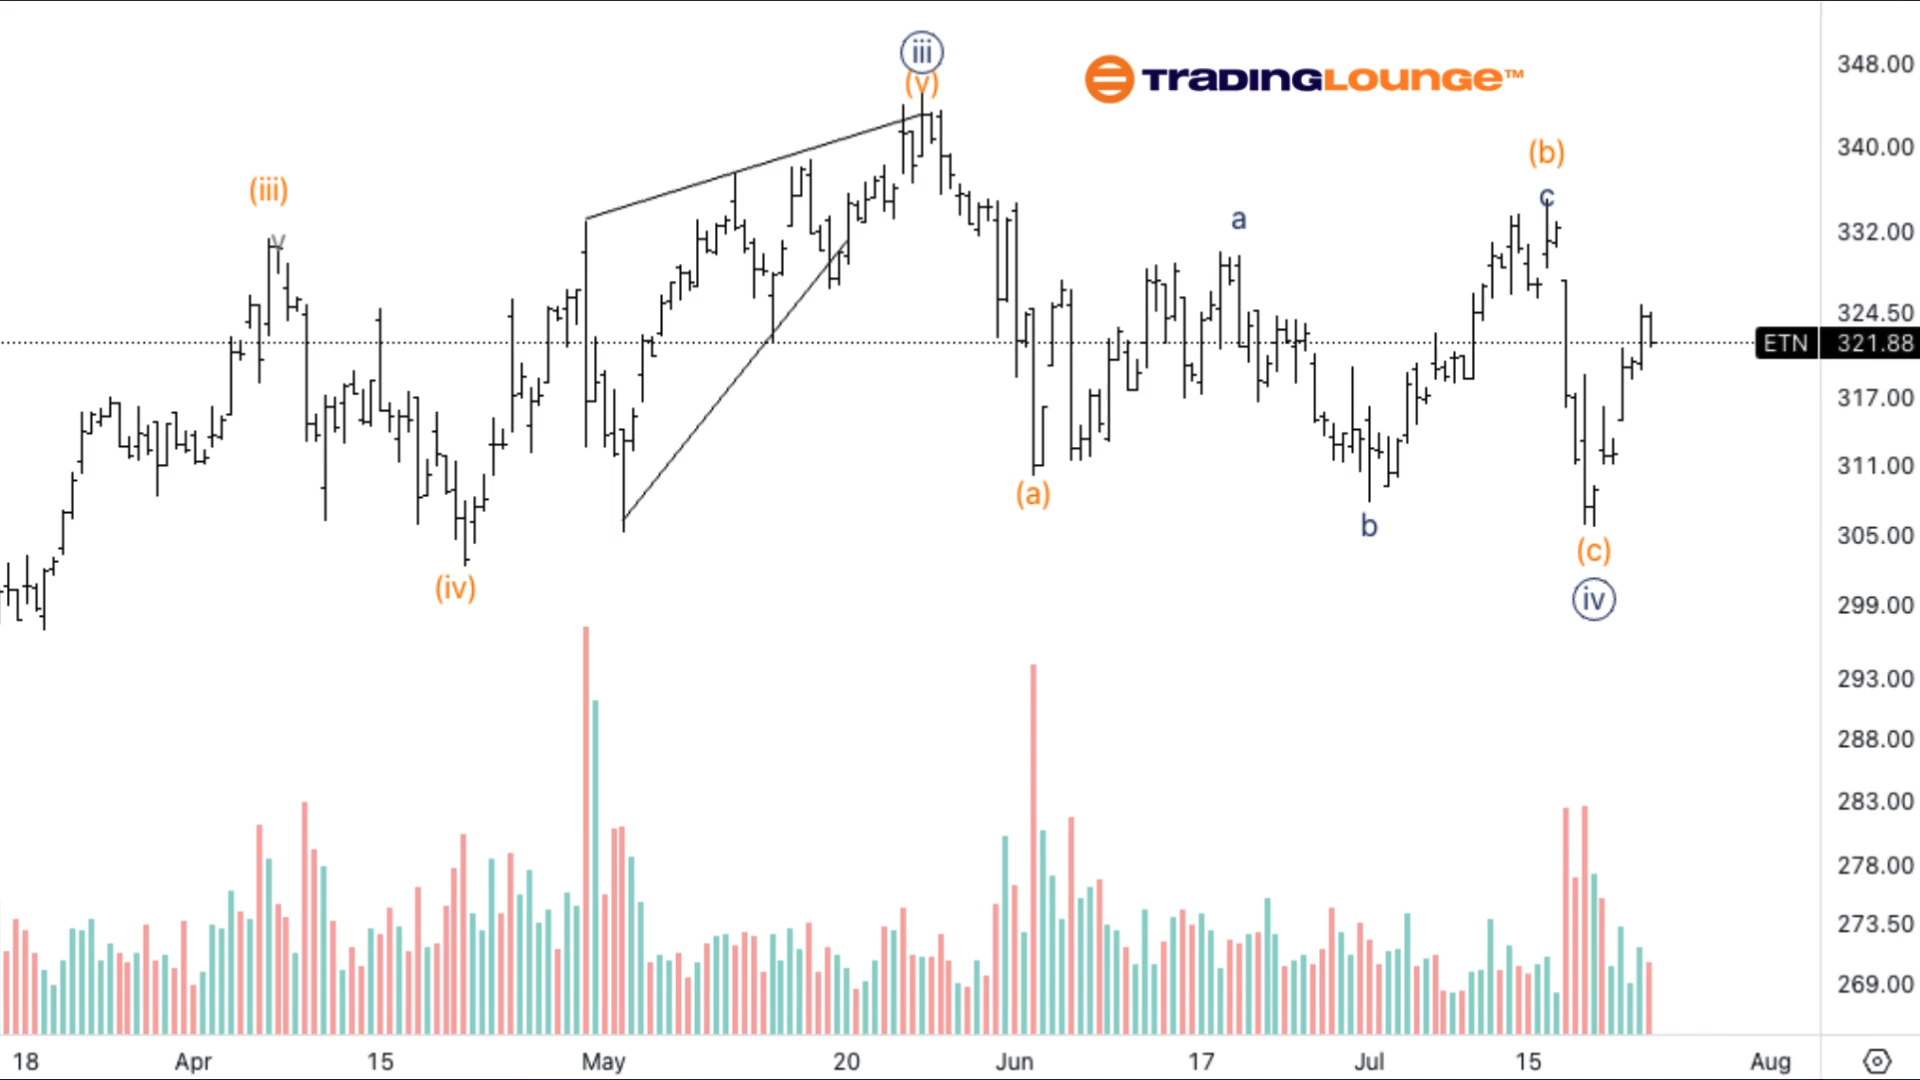 iii
(v)
TRADINGLOUNGE™
348.00
340.00
(b)
(iii)
c
a
332.00
v
324.50
ETN 321.88
317.00
311.00
(a)
b
305.00
(c)
(iv)
iv
299.00
293.00
288.00
283.00
278.00
273.50
269.00
18 Apr 15 May 20 Jun 17 Jul 15 Aug